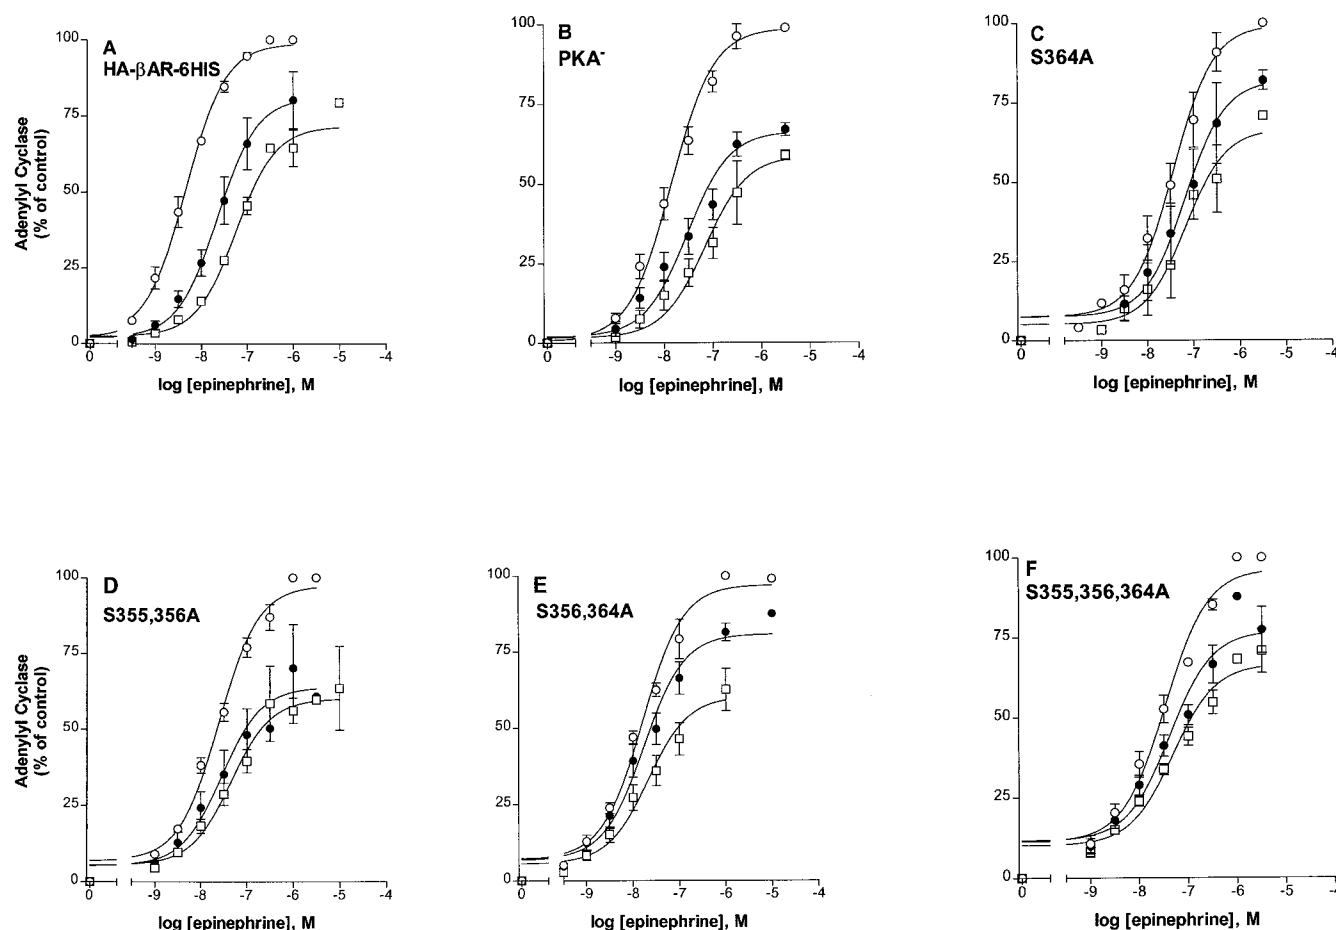 A
HA-βAR-6HIS
100
75
50
25
0
Adenylyl Cyclase
(% of control)
0 -9 -8 -7 -6 -5 -4
log [epinephrine], M
B
PKA-
100
75
50
25
0
0 -9 -8 -7 -6 -5 -4
log [epinephrine], M
C
S364A
100
75
50
25
0
0 -9 -8 -7 -6 -5 -4
log [epinephrine], M
D
S355,356A
100
75
50
25
0
Adenylyl Cyclase
(% of control)
0 -9 -8 -7 -6 -5 -4
log [epinephrine], M
E
S356,364A
100
75
50
25
0
0 -9 -8 -7 -6 -5 -4
log [epinephrine], M
F
S355,356,364A
100
75
50
25
0
0 -9 -8 -7 -6 -5 -4
log [epinephrine], M